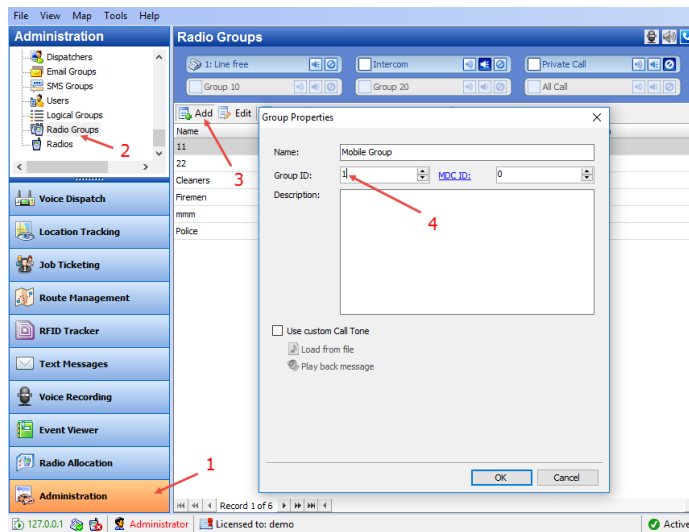 File View Map Tools Help
Administration
Radio Groups
Dispatchers
Email Groups
SMS Groups
Users
Logical Groups
Radio Groups
Radios
2
1: Line free
Intercom
Private Call
Group 10
Group 20
All Call
Add Edit
Name
11
22
Cleaners
Firemen
mmm
Police
3
Group Properties
Name: Mobile Group
Group ID: 1 MDC ID: 0
Description:
4
Use custom Call Tone
Load from file
Play back message
OK Cancel
Voice Dispatch
Location Tracking
Job Ticketing
Route Management
RFID Tracker
Text Messages
Voice Recording
Event Viewer
Radio Allocation
Administration
1
Record 1 of 6
127.0.0.1 Administrator Licensed to: demo Active